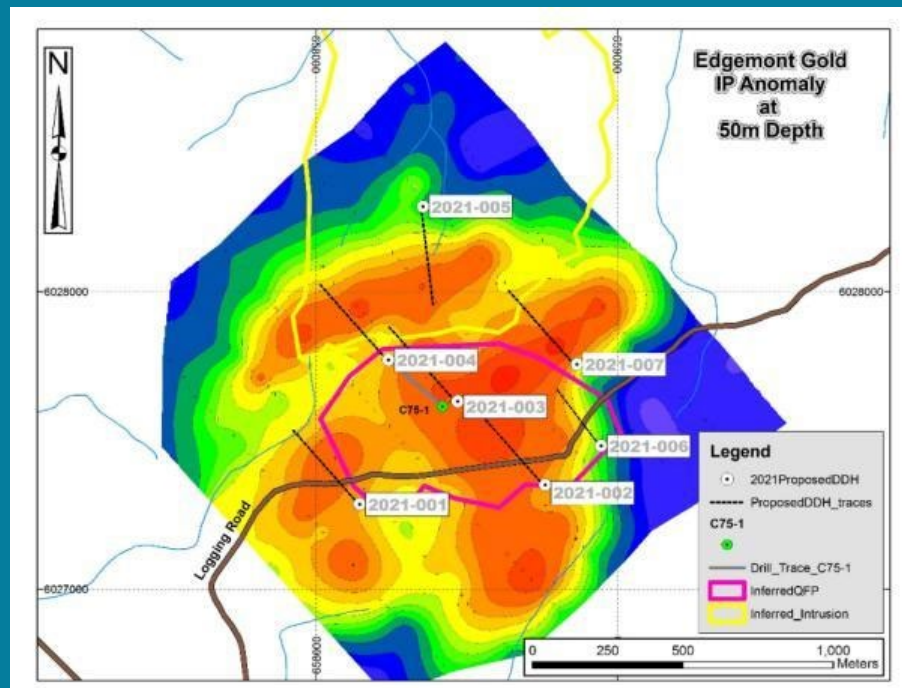 Edgemont Gold
IP Anomaly
at
50m Depth
N
658000
6028000
6028000
2021-005
2021-004
2021-007
C75-1
2021-003
2021-006
2021-002
2021-001
Logging Road
6027000
658000
Legend
2021ProposedDDH
ProposedDDH_traces
C75-1
Drill_Trace_C75-1
InferredQFP
Inferred_Intrusion
0 250 500 1,000
Meters